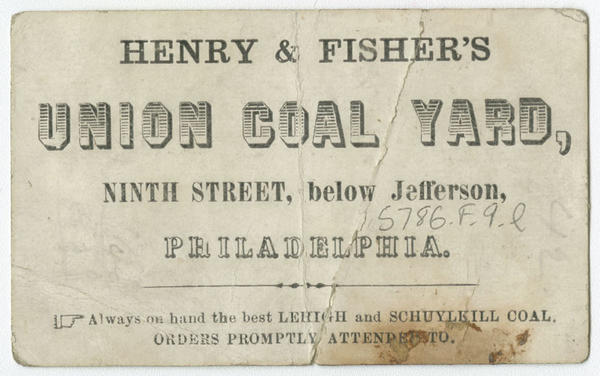 HENRY & FISHER'S
UNION COAL YARD,
NINTH STREET, below Jefferson,
5786.F.9.l
PHILADELPHIA.
☞ Always on hand the best LEHIGH and SCHUYLKILL COAL.
ORDERS PROMPTLY ATTENDED TO.